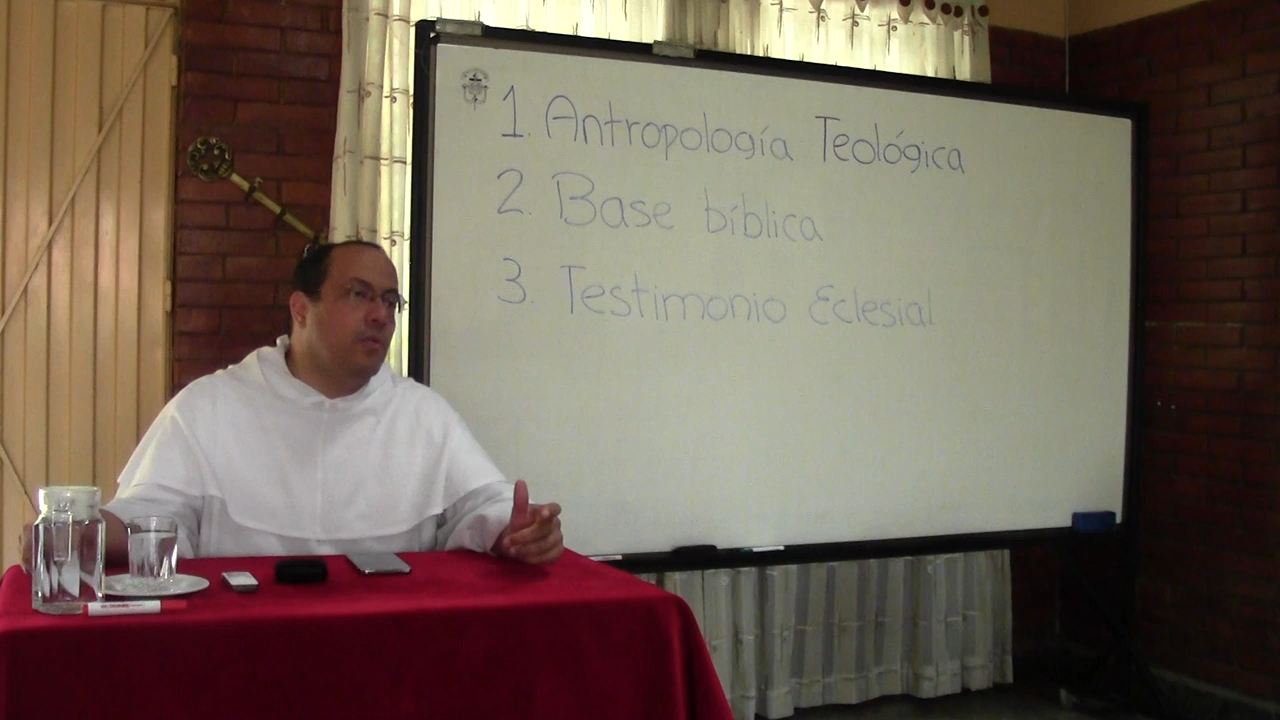 1. Antropología Teológica
2. Base bíblica
3. Testimonio Eclesial